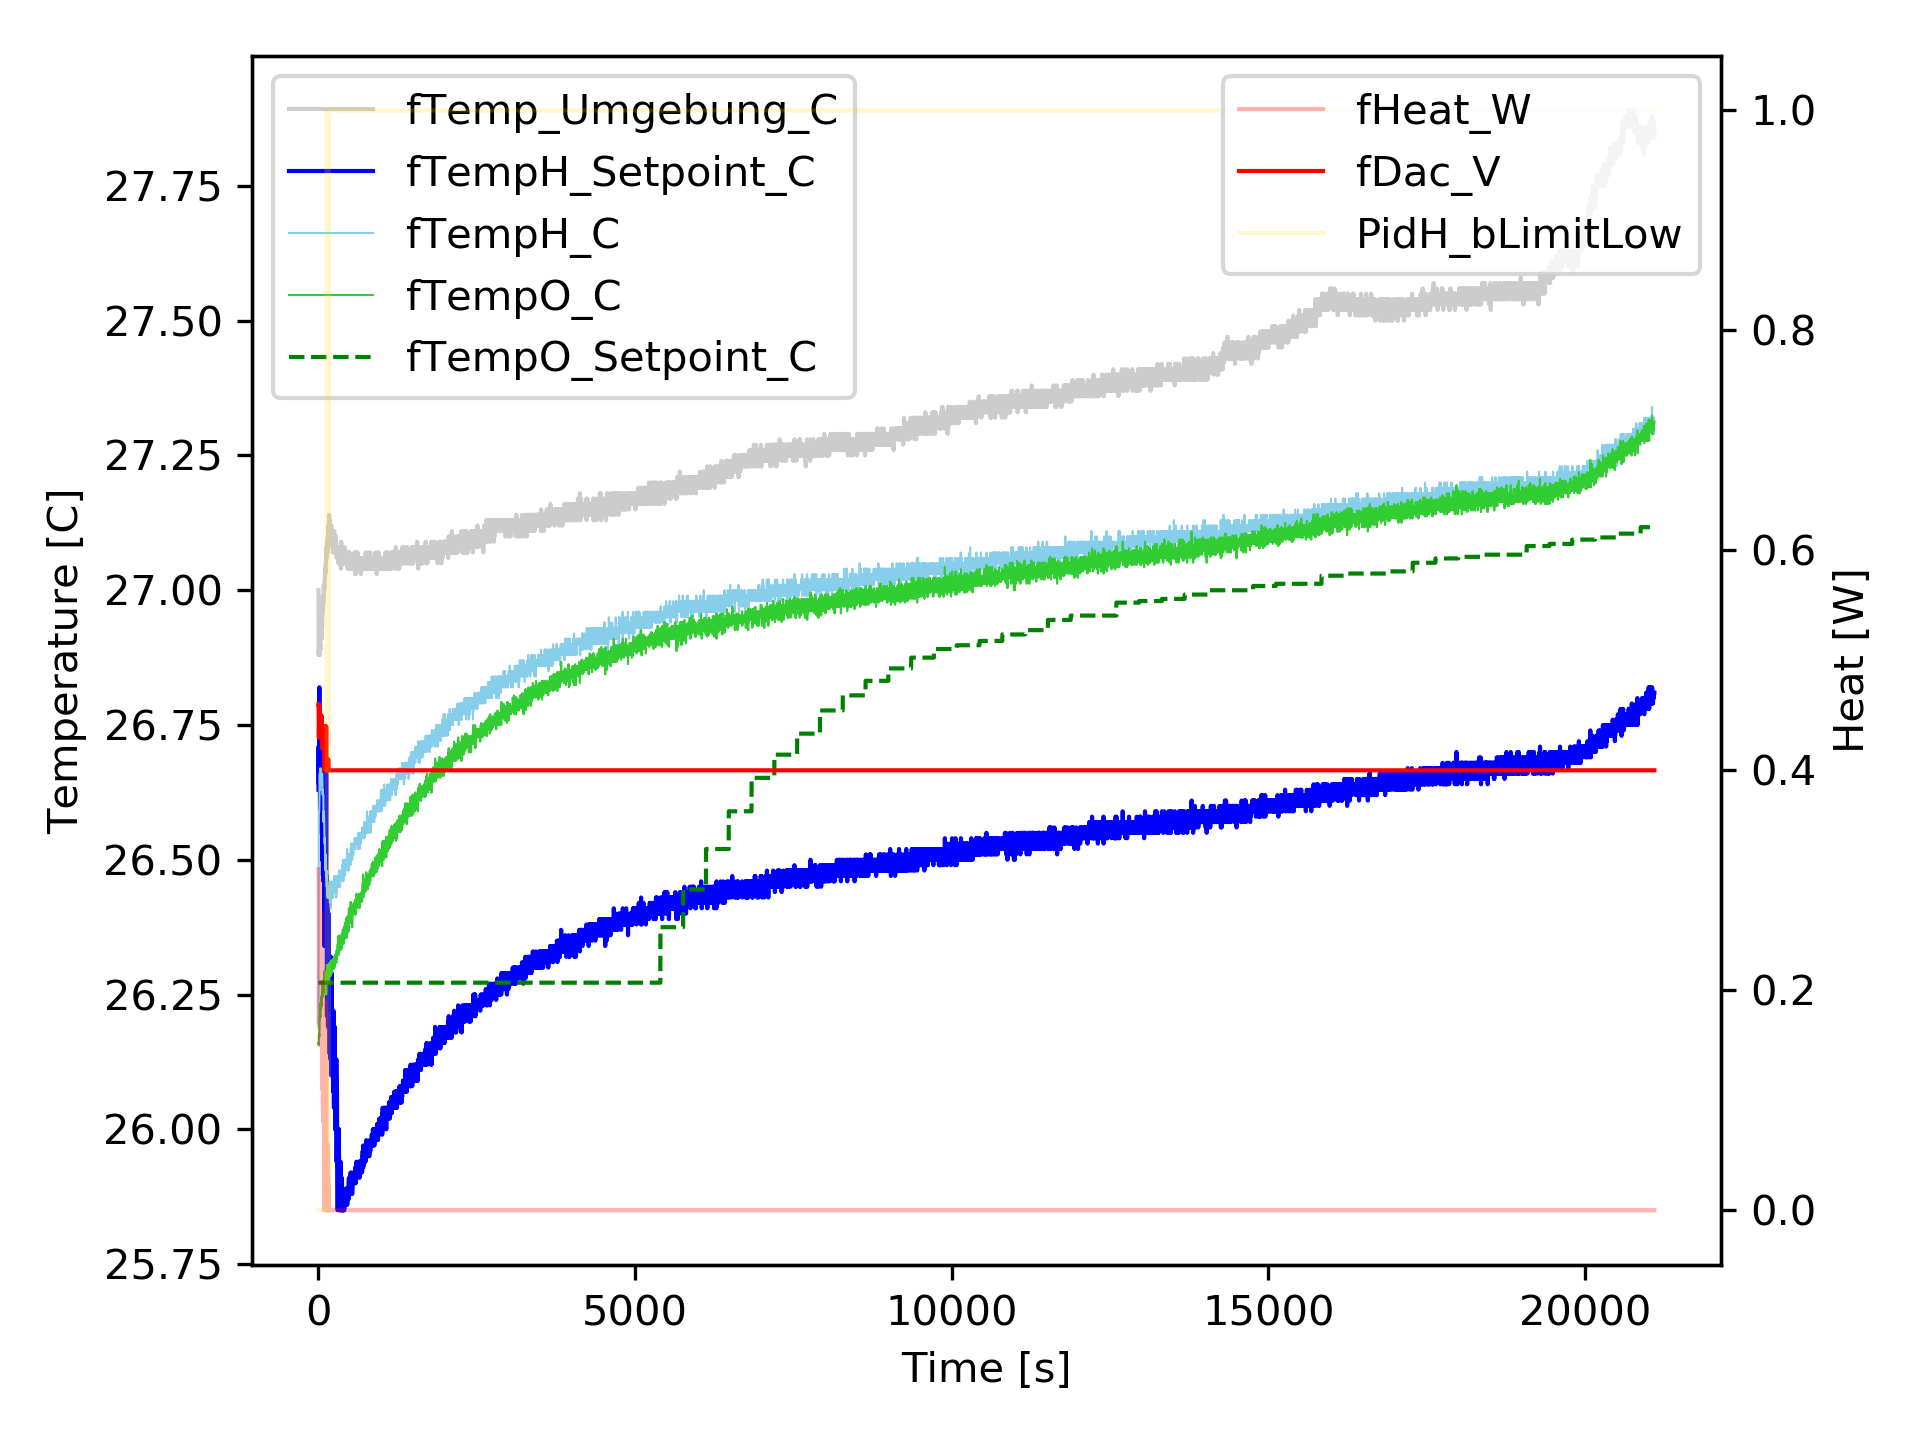 fTemp_Umgebung_C
fTempH_Setpoint_C
fTempH_C
fTempO_C
fTempO_Setpoint_C
fHeat_W
fDac_V
PidH_bLimitLow
Temperature [C]
27.75
27.50
27.25
27.00
26.75
26.50
26.25
26.00
25.75
1.0
0.8
0.6
0.4
0.2
0.0
Heat [W]
0
5000
10000
15000
20000
Time [s]